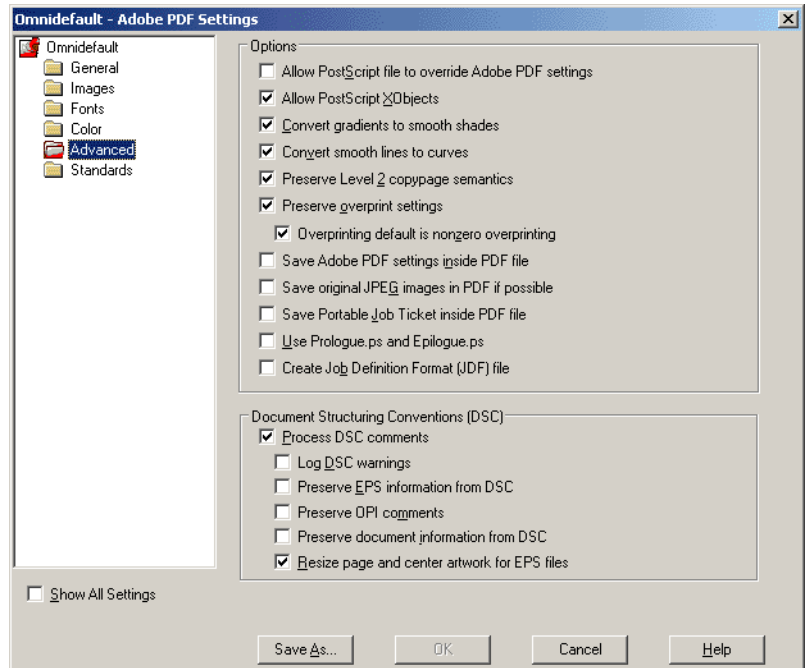 Omnidefault - Adobe PDF Settings
Omnidefault
General
Images
Fonts
Color
Advanced
Standards
Options
Allow PostScript file to override Adobe PDF settings
Allow PostScript XObjects
Convert gradients to smooth shades
Convert smooth lines to curves
Preserve Level 2 copypage semantics
Preserve overprint settings
Overprinting default is nonzero overprinting
Save Adobe PDF settings inside PDF file
Save original JPEG images in PDF if possible
Save Portable Job Ticket inside PDF file
Use Prologue.ps and Epilogue.ps
Create Job Definition Format (JDF) file
Document Structuring Conventions (DSC)
Process DSC comments
Log DSC warnings
Preserve EPS information from DSC
Preserve OPI comments
Preserve document information from DSC
Resize page and center artwork for EPS files
Show All Settings
Save As... OK Cancel Help